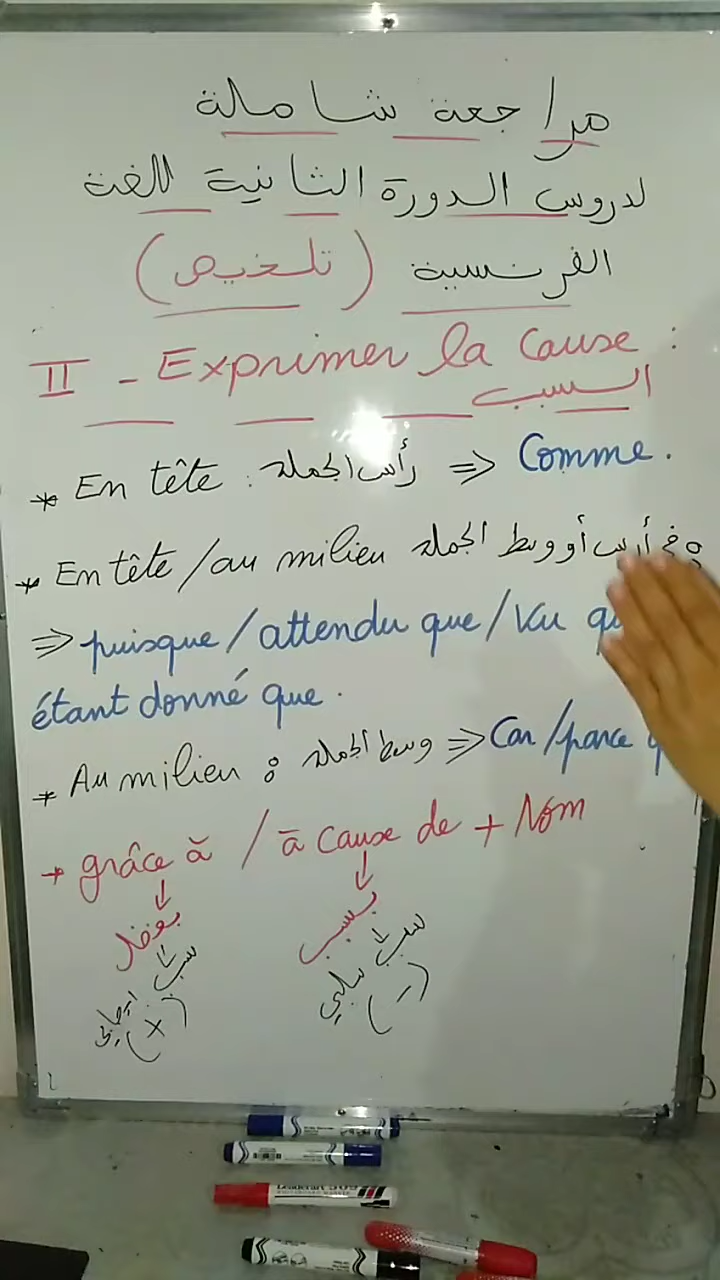 مراجعة شاملة
لدروس الدورة الثانية للغة
الفرنسية (تلخيص)
II - Exprimer la cause :
السبب
* En tête : رأس الجملة => Comme.
* En tête / au milieu في رأس أو وسط الجملة
=> puisque / attendu que / Vu qu
étant donné que.
* Au milieu : وسط الجملة => Car / parce q
* grâce à / à cause de + Nom
بفضل بسبب
سبب إيجابي سبب سلبي
(+) (-)